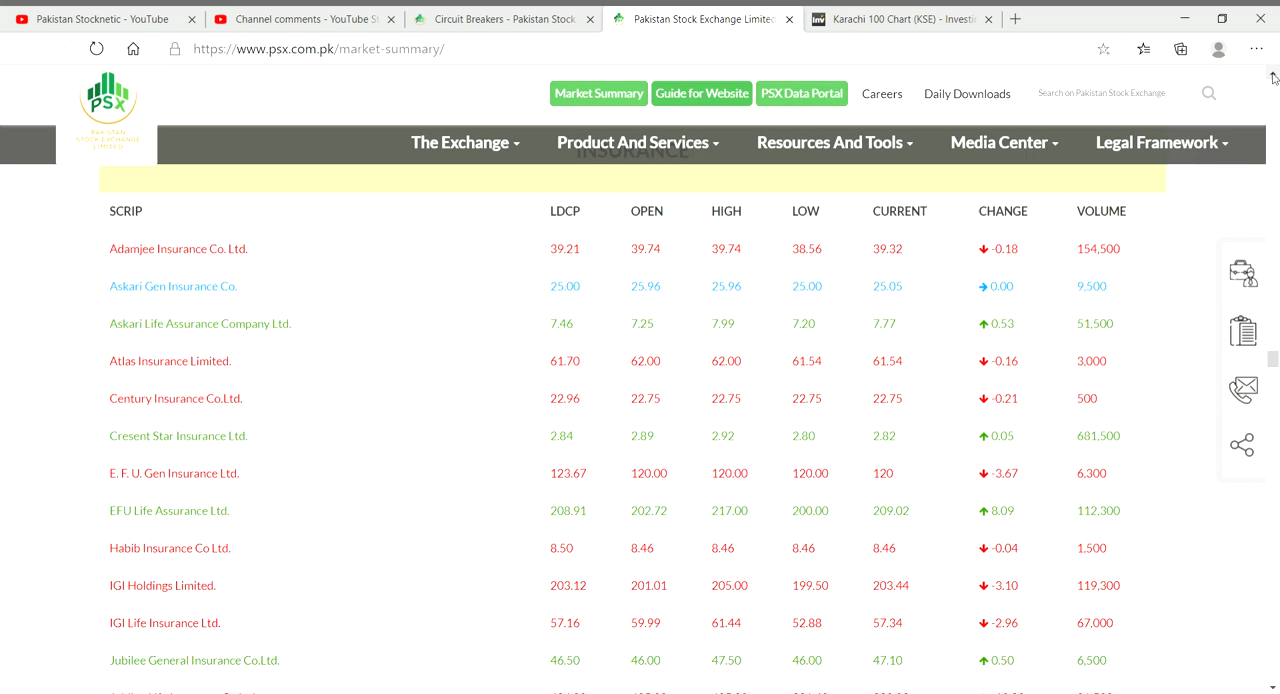 Pakistan Stocknetic - YouTube
Channel comments - YouTube St
Circuit Breakers - Pakistan Stock
Pakistan Stock Exchange Limited
Inv Karachi 100 Chart (KSE) - Investi
https://www.psx.com.pk/market-summary/
PSX
PAKISTAN
STOCK EXCHANGE
LIMITED
Market Summary Guide for Website PSX Data Portal Careers Daily Downloads Search on Pakistan Stock Exchange
The Exchange Product And Services Resources And Tools Media Center Legal Framework
INSURANCE
SCRIP LDCP OPEN HIGH LOW CURRENT CHANGE VOLUME
Adamjee Insurance Co. Ltd. 39.21 39.74 39.74 38.56 39.32 -0.18 154,500
Askari Gen Insurance Co. 25.00 25.96 25.96 25.00 25.05 0.00 9,500
Askari Life Assurance Company Ltd. 7.46 7.25 7.99 7.20 7.77 0.53 51,500
Atlas Insurance Limited. 61.70 62.00 62.00 61.54 61.54 -0.16 3,000
Century Insurance Co.Ltd. 22.96 22.75 22.75 22.75 22.75 -0.21 500
Cresent Star Insurance Ltd. 2.84 2.89 2.92 2.80 2.82 0.05 681,500
E. F. U. Gen Insurance Ltd. 123.67 120.00 120.00 120.00 120 -3.67 6,300
EFU Life Assurance Ltd. 208.91 202.72 217.00 200.00 209.02 8.09 112,300
Habib Insurance Co Ltd. 8.50 8.46 8.46 8.46 8.46 -0.04 1,500
IGI Holdings Limited. 203.12 201.01 205.00 199.50 203.44 -3.10 119,300
IGI Life Insurance Ltd. 57.16 59.99 61.44 52.88 57.34 -2.96 67,000
Jubilee General Insurance Co.Ltd. 46.50 46.00 47.50 46.00 47.10 0.50 6,500